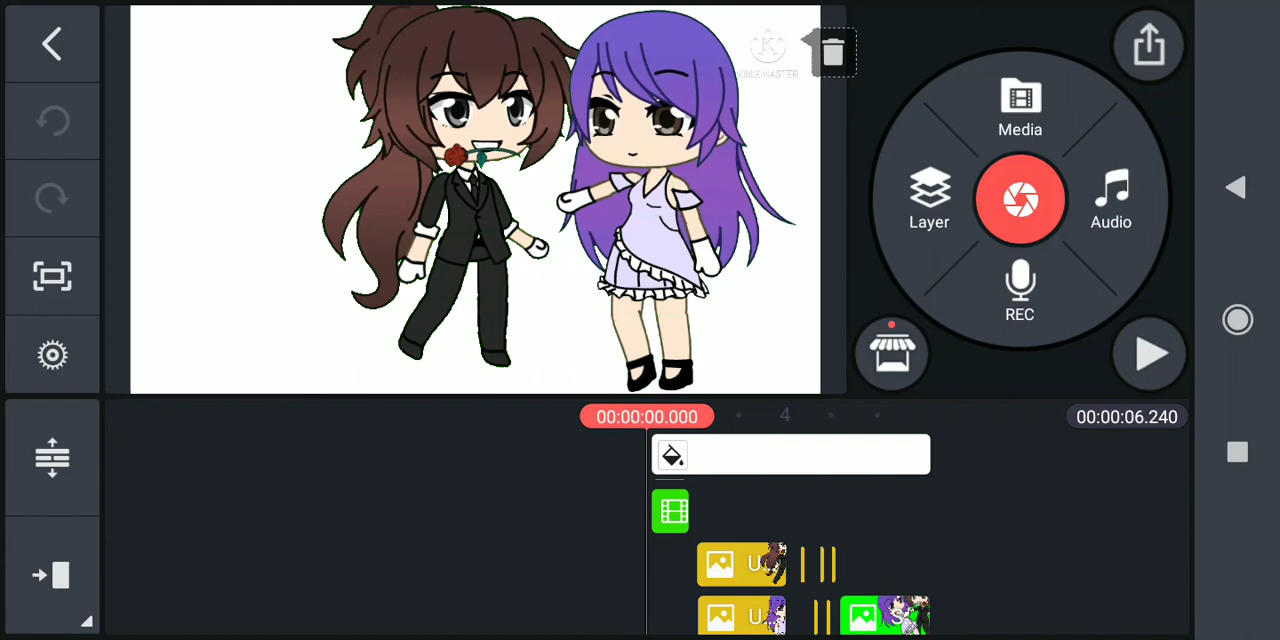 KINEMASTER
Media
Layer
Audio
REC
00:00:00.000
4
00:00:06.240
U
U
S